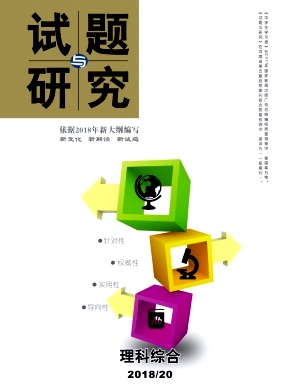 试题
与
研究
依据2018年新大纲编写
新变化 新解读 新试题
● 针对性
● 权威性
● 实用性
● 导向性
理科综合
2018/20